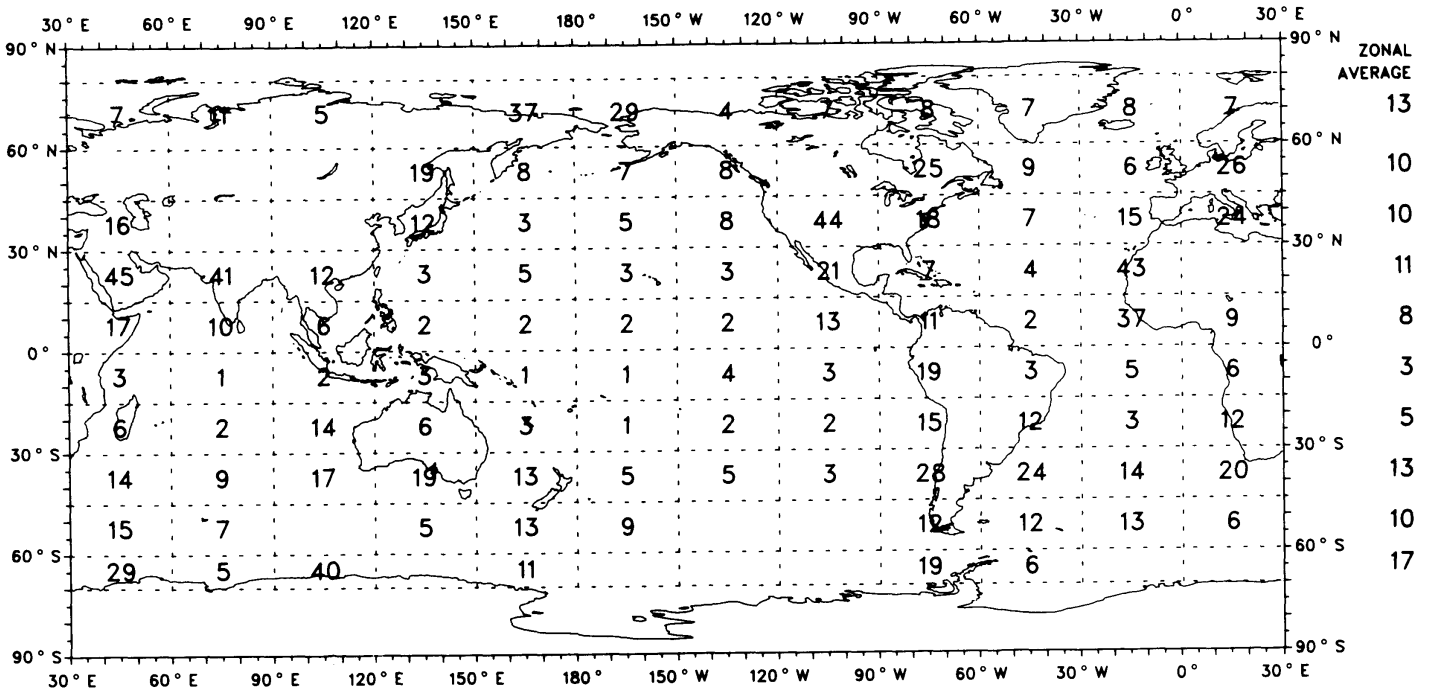 30° E 60° E 90° E 120° E 150° E 180° 150° W 120° W 90° W 60° W 30° W 0° 30° E
90° N 90° N
ZONAL
AVERAGE
7 11 5 37 29 4 8 7 8 7 13
60° N 60° N
19 8 7 8 25 9 6 26 10
16 12 3 5 8 44 18 7 15 24 10
30° N 30° N
45 41 12 3 5 3 3 21 7 4 43 11
17 10 6 2 2 2 2 13 11 2 37 9 8
0° 0°
3 1 2 3 1 1 4 3 19 3 5 6 3
6 2 14 6 3 1 2 2 15 12 3 12 5
30° S 30° S
14 9 17 19 13 5 5 3 28 24 14 20 13
15 7 5 13 9 12 12 13 6 10
60° S 60° S
29 5 40 11 19 6 17
90° S 90° S
30° E 60° E 90° E 120° E 150° E 180° 150° W 120° W 90° W 60° W 30° W 0° 30° E